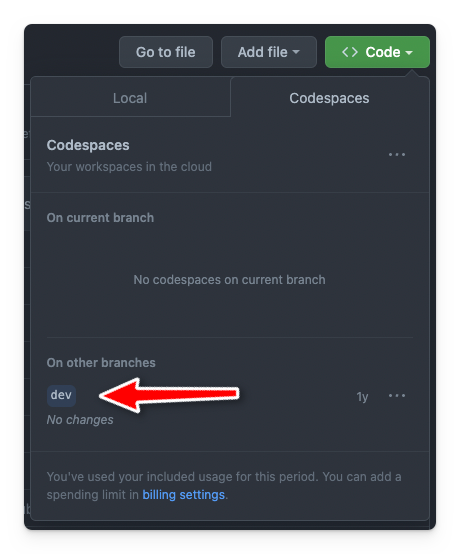 Go to file
Add file
<> Code
Local
Codespaces
Codespaces
Your workspaces in the cloud
...
On current branch
No codespaces on current branch
On other branches
dev
1y
...
No changes
You've used your included usage for this period. You can add a
spending limit in billing settings.